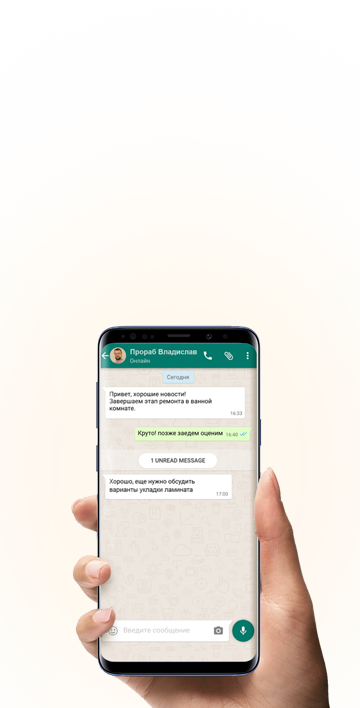 Прораб Владислав
Онлайн
Сегодня
Привет, хорошие новости!
Завершаем этап ремонта в ванной
комнате.
16:33
Круто! позже заедем оценим 16:40
1 UNREAD MESSAGE
Хорошо, еще нужно обсудить
варианты укладки ламината
17:00
Введите сообщение